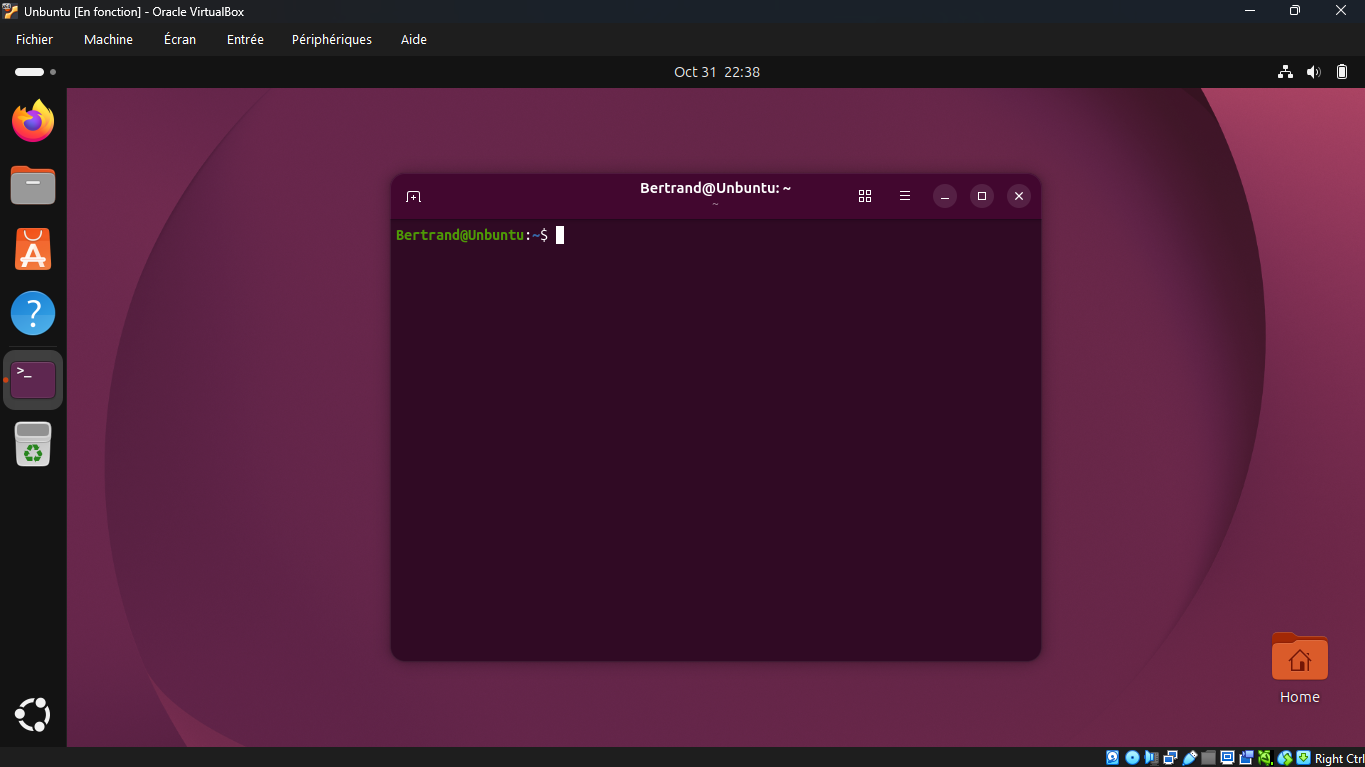 Unbuntu [En fonction] - Oracle VirtualBox
Fichier Machine Écran Entrée Périphériques Aide
Oct 31 22:38
Bertrand@Unbuntu: ~
~
Bertrand@Unbuntu:~$
>_
Home
Right Ctrl